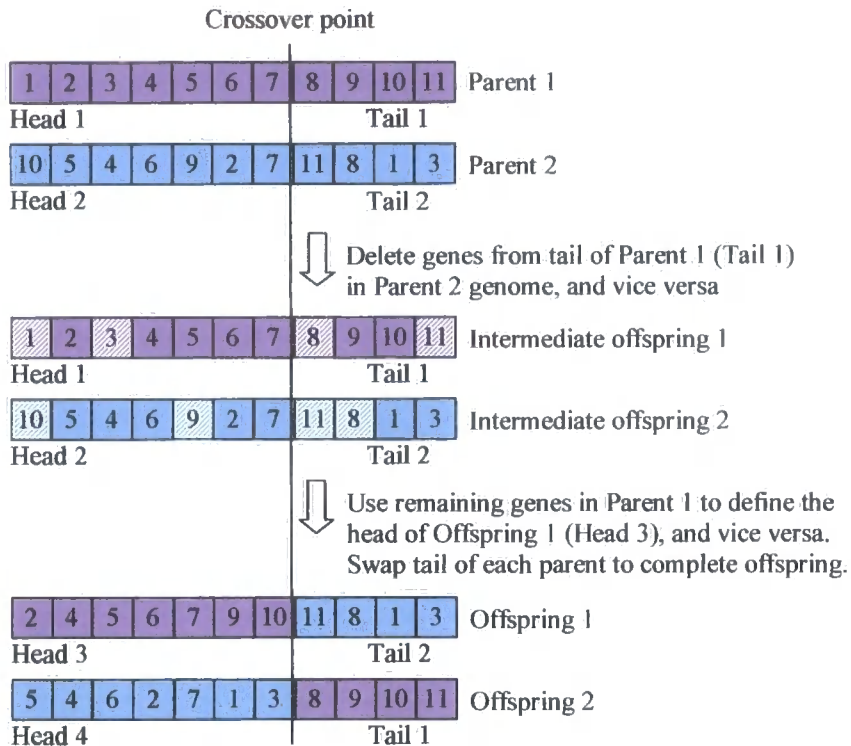 Crossover point
1 2 3 4 5 6 7 8 9 10 11 Parent 1
Head 1 Tail 1
10 5 4 6 9 2 7 11 8 1 3 Parent 2
Head 2 Tail 2
Delete genes from tail of Parent 1 (Tail 1)
in Parent 2 genome, and vice versa
1 2 3 4 5 6 7 8 9 10 11 Intermediate offspring 1
Head 1 Tail 1
10 5 4 6 9 2 7 11 8 1 3 Intermediate offspring 2
Head 2 Tail 2
Use remaining genes in Parent 1 to define the
head of Offspring 1 (Head 3), and vice versa.
Swap tail of each parent to complete offspring.
2 4 5 6 7 9 10 11 8 1 3 Offspring 1
Head 3 Tail 2
5 4 6 2 7 1 3 8 9 10 11 Offspring 2
Head 4 Tail 1